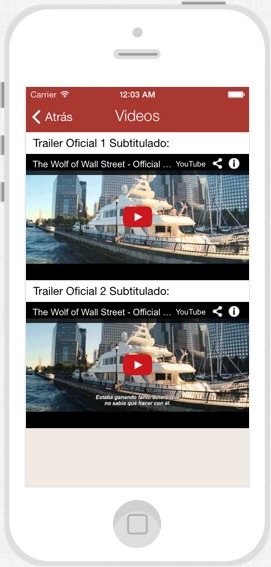 Carrier 12:03 AM
Atrás Videos
Trailer Oficial 1 Subtitulado:
The Wolf of Wall Street - Official ... YouTube
Trailer Oficial 2 Subtitulado:
The Wolf of Wall Street - Official ... YouTube
Estaba ganando tanto dinero
no sabía que hacer con él.